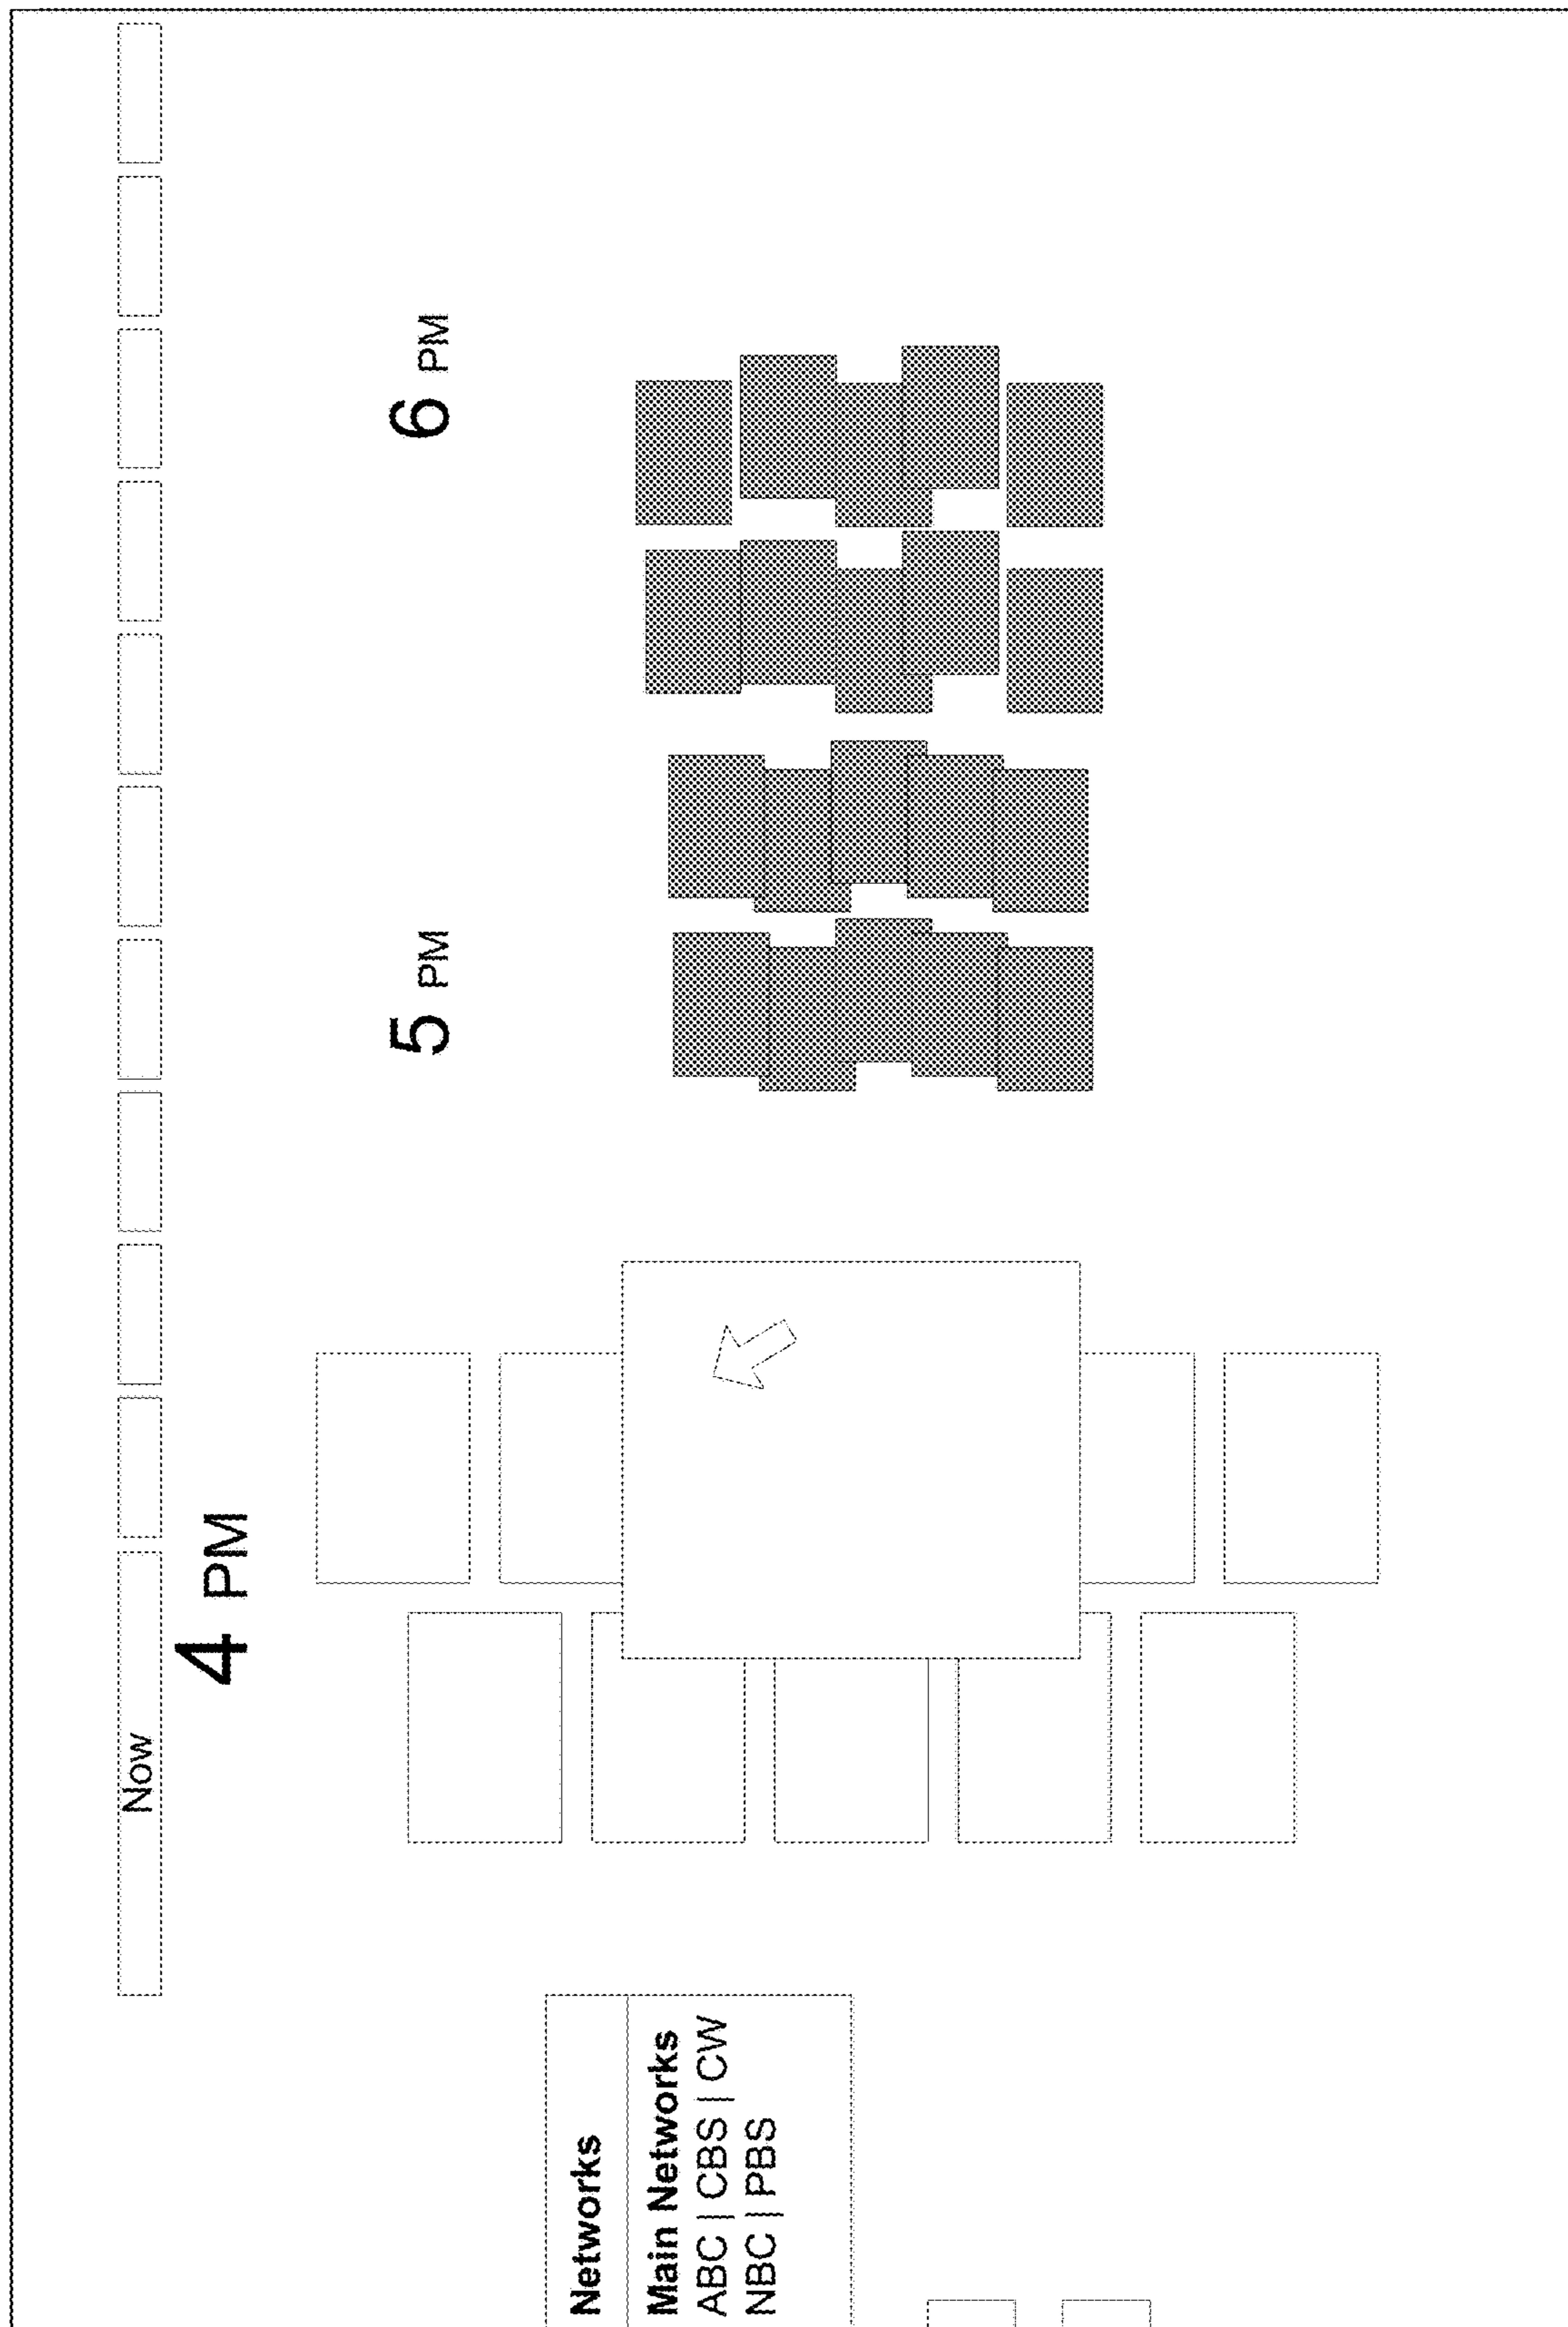 Now
4 PM
5 PM
6 PM
Networks
Main Networks
ABC | CBS | CW
NBC | PBS